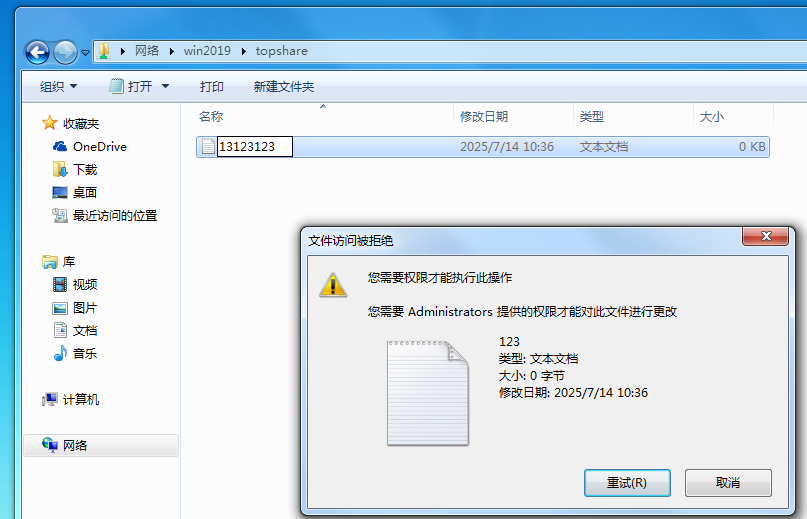 网络 win2019 topshare
组织 打开 打印 新建文件夹
名称 修改日期 类型 大小
13123123 2025/7/14 10:36 文本文档 0 KB
收藏夹
OneDrive
下载
桌面
最近访问的位置
库
视频
图片
文档
音乐
计算机
网络
文件访问被拒绝
您需要权限才能执行此操作
您需要 Administrators 提供的权限才能对此文件进行更改
123
类型: 文本文档
大小: 0 字节
修改日期: 2025/7/14 10:36
重试(R) 取消